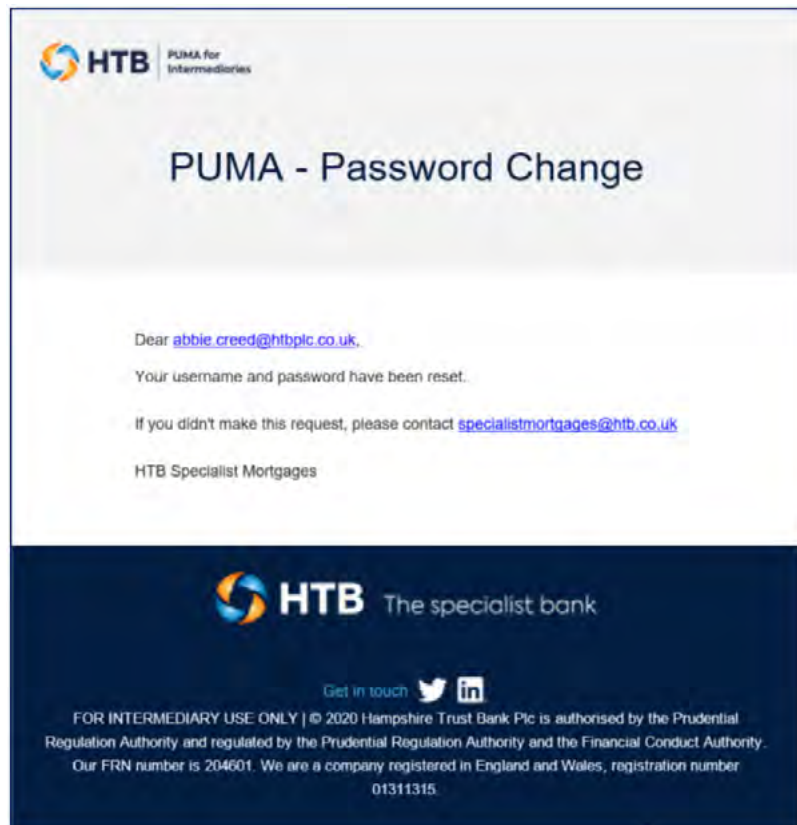 HTB PUMA for
Intermediaries
PUMA - Password Change
Dear abbie.creed@htbplc.co.uk,
Your username and password have been reset.
If you didn't make this request, please contact specialistmortgages@htb.co.uk
HTB Specialist Mortgages
HTB The specialist bank
Get in touch in
FOR INTERMEDIARY USE ONLY | © 2020 Hampshire Trust Bank Plc is authorised by the Prudential
Regulation Authority and regulated by the Prudential Regulation Authority and the Financial Conduct Authority.
Our FRN number is 204601. We are a company registered in England and Wales, registration number
01311315.